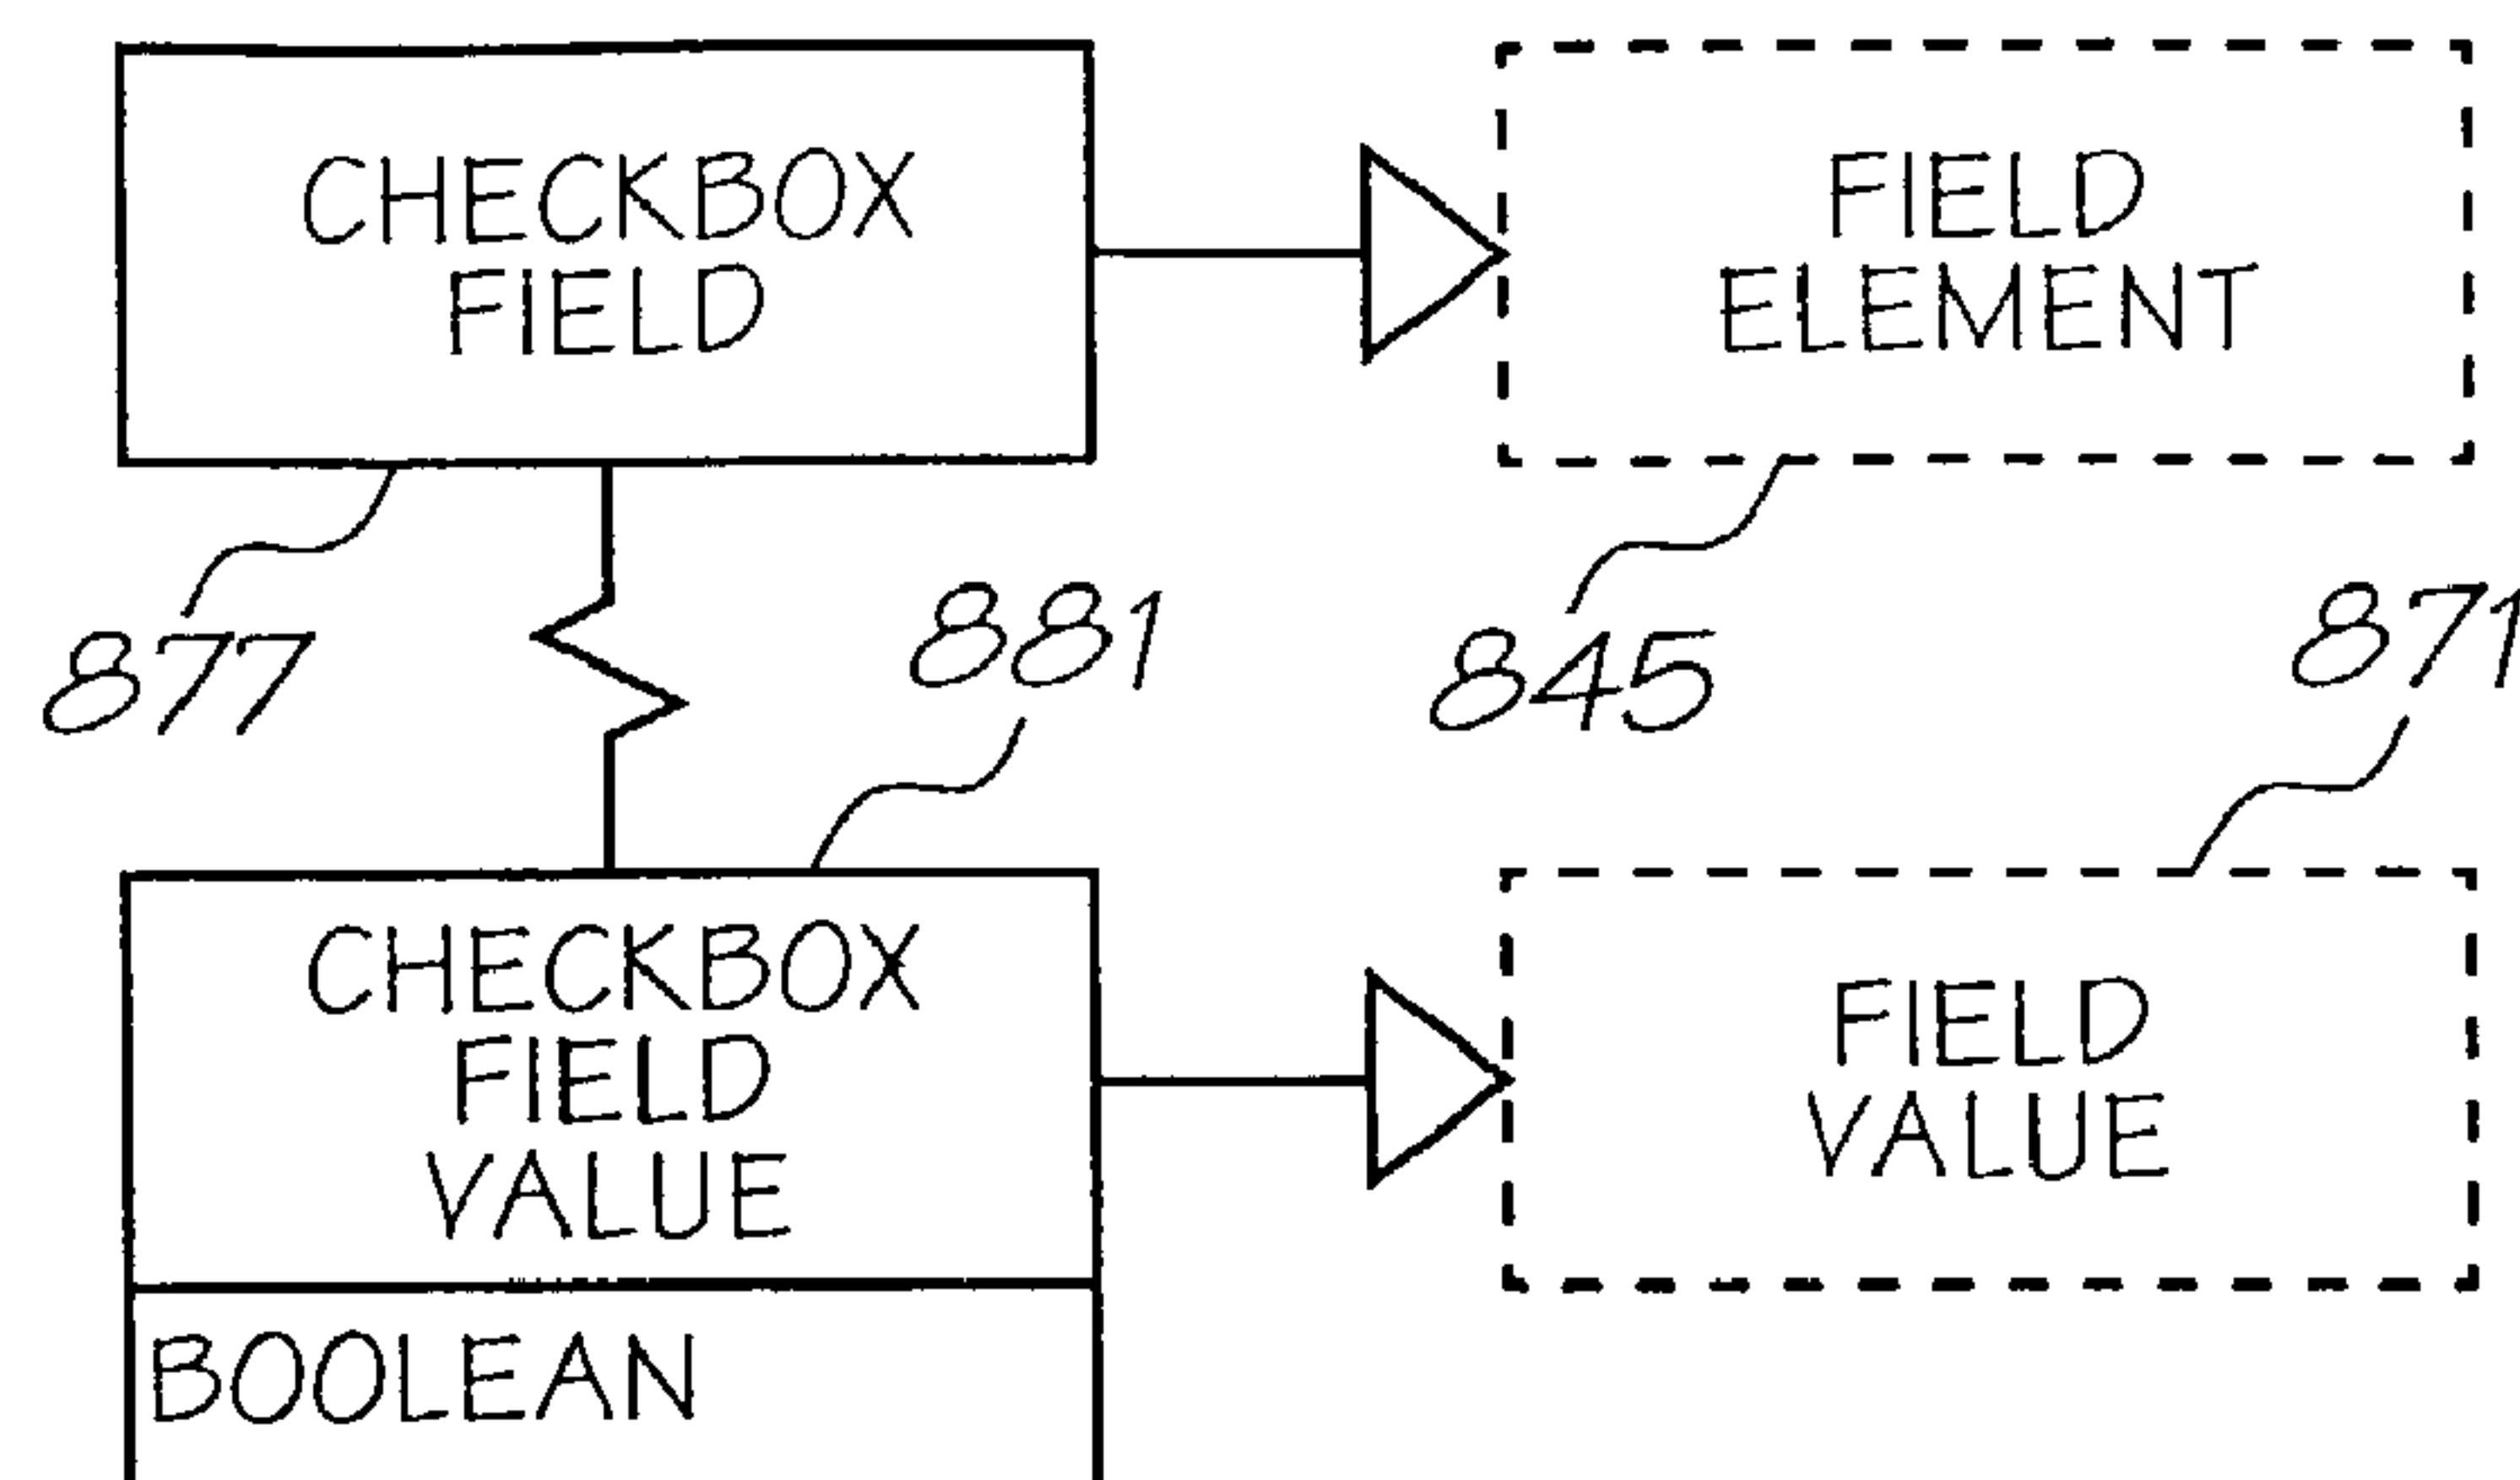 CHECKBOX
FIELD
FIELD
ELEMENT
877
881
845
871
CHECKBOX
FIELD
VALUE
FIELD
VALUE
BOOLEAN